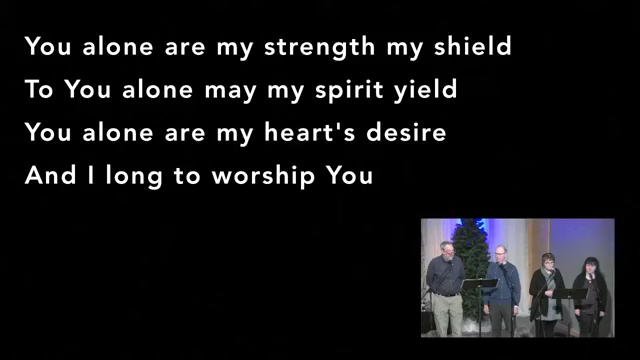 You alone are my strength my shield
To You alone may my spirit yield
You alone are my heart's desire
And I long to worship You